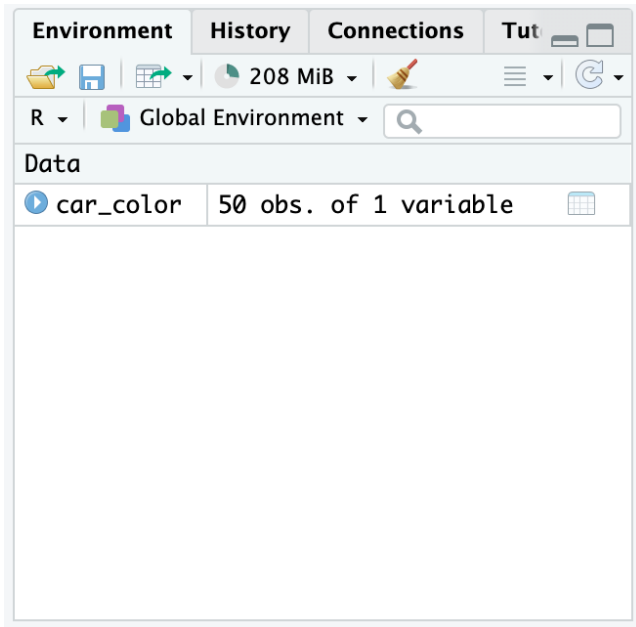 Environment History Connections
208 MiB
R Global Environment
Data
car_color 50 obs. of 1 variable